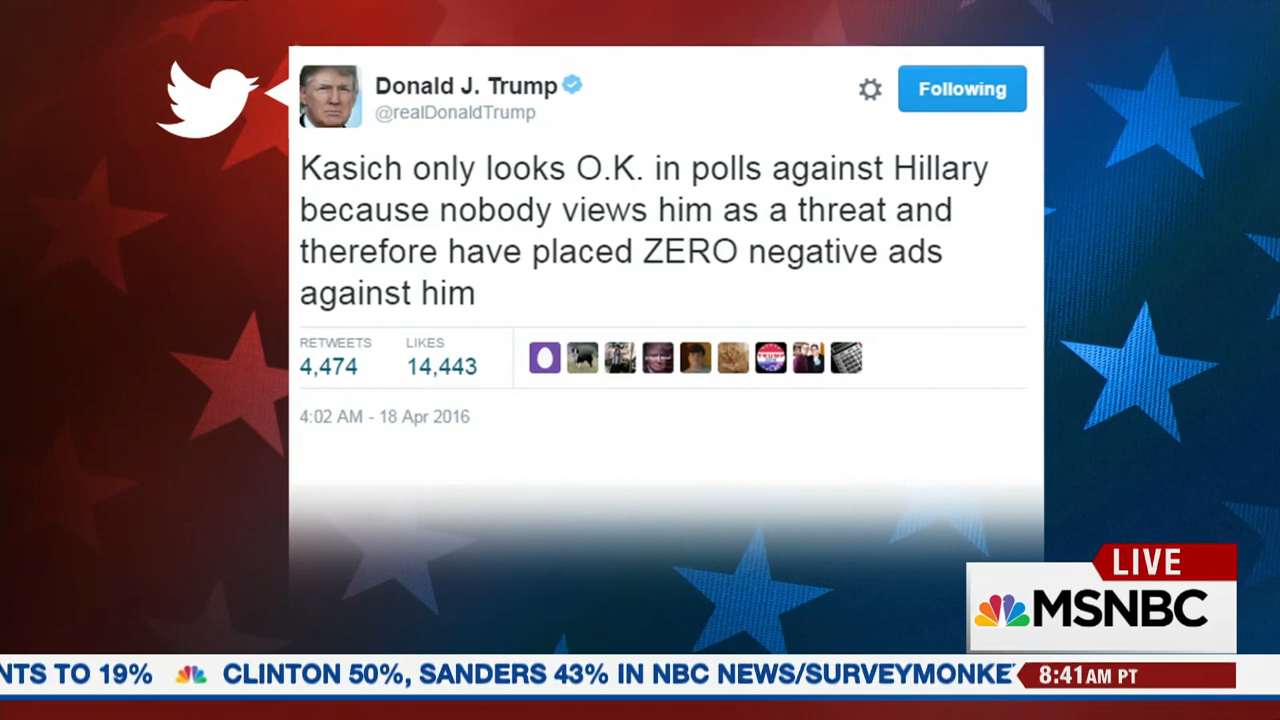 Donald J. Trump
@realDonaldTrump
Following
Kasich only looks O.K. in polls against Hillary
because nobody views him as a threat and
therefore have placed ZERO negative ads
against him
RETWEETS
LIKES
4,474
14,443
TRUMP
4:02 AM - 18 Apr 2016
LIVE
MSNBC
NTS TO 19% CLINTON 50%, SANDERS 43% IN NBC NEWS/SURVEYMONKE
8:41AM PT